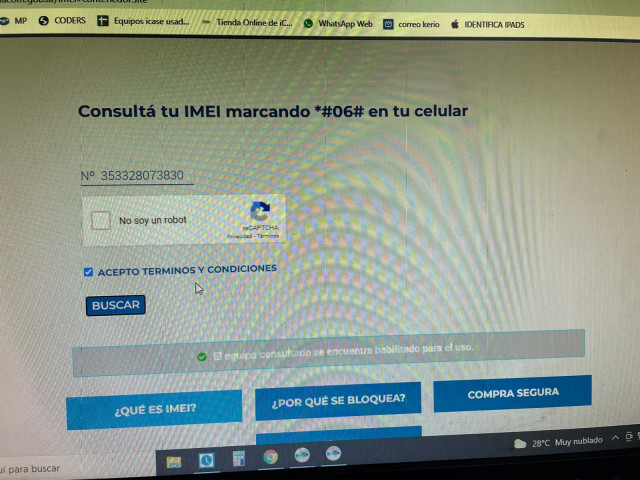 MP CODERS Equipos icase usad... Tienda Online de iC... WhatsApp Web correo kerio IDENTIFICA IPADS
Consultá tu IMEI marcando *#06# en tu celular
Nº 353328073830
No soy un robot
reCAPTCHA
Privacidad - Términos
ACEPTO TERMINOS Y CONDICIONES
BUSCAR
El equipo consultado se encuentra habilitado para el uso.
¿QUÉ ES IMEI? ¿POR QUÉ SE BLOQUEA? COMPRA SEGURA
28°C Muy nublado
uí para buscar